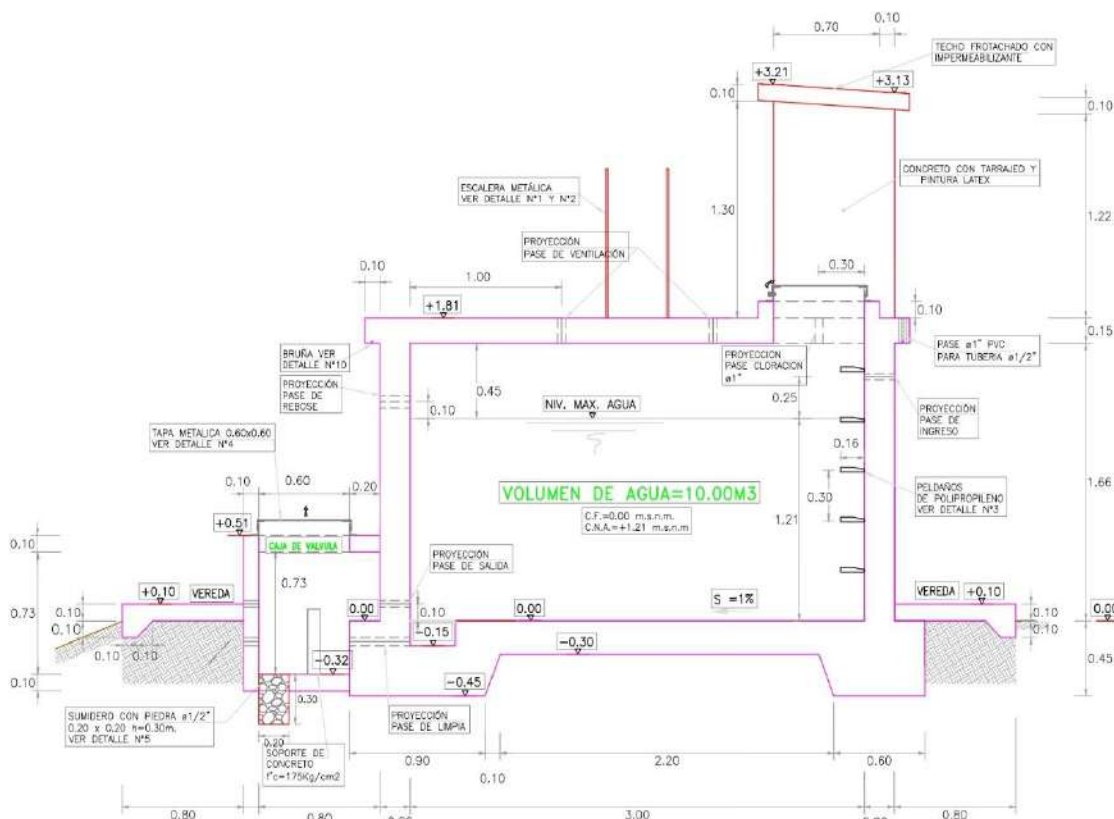 0.10
0.70
TECHO FROTACHADO CON
IMPERMEABILIZANTE
+3.21
+3.13
0.10
0.10
ESCALERA METÁLICA
VER DETALLE N°1 Y N°2
CONCRETO CON TARRAJEO Y
PINTURA LATEX
1.30
1.22
PROYECCIÓN
PASE DE VENTILACIÓN
0.10
1.00
0.30
+1.81
0.10
0.15
BRUÑA VER
DETALLE N°10
PROYECCION
PASE CLORACION
ø1"
PASE ø1" PVC
PARA TUBERIA ø1/2"
PROYECCIÓN
PASE DE
REBOSE
0.45
0.10
NIV. MAX. AGUA
0.25
PROYECCIÓN
PASE DE
INGRESO
TAPA METALICA 0.60x0.60
VER DETALLE N°4
0.10
0.60
0.20
0.16
1.66
VOLUMEN DE AGUA=10.00M3
C.F.=0.00 m.s.n.m.
C.N.A.=+1.21 m.s.n.m
0.30
1.21
PELDAÑOS
DE POLIPROPILENO
VER DETALLE N°3
+0.51
0.10
CAJA DE VALVULA
PROYECCIÓN
PASE DE SALIDA
0.73
0.73
+0.10
VEREDA
0.10
0.10
0.00
0.10
0.00
S =1%
VEREDA
+0.10
0.10
0.10
0.10
0.10
-0.15
-0.30
0.45
-0.32
0.10
-0.45
0.30
SUMIDERO CON PIEDRA ø1/2"
0.20 x 0.20 h=0.30m.
VER DETALLE N°5
0.20
SOPORTE DE
CONCRETO
f'c=175Kg/cm2
PROYECCIÓN
PASE DE LIMPIA
0.90
0.10
2.20
0.60
0.80
0.80
3.00
0.80